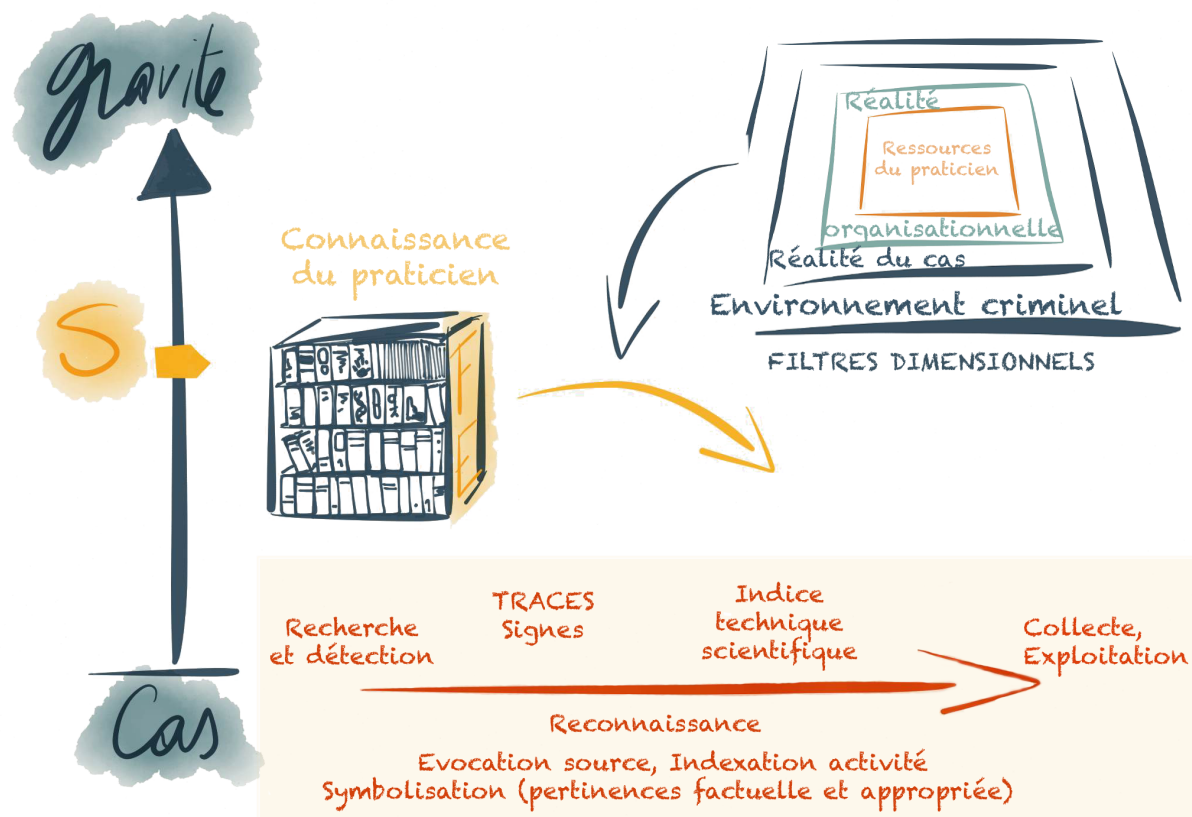 gravité
S
Connaissance
du praticien
Réalité
Ressources
du praticien
organisationnelle
Réalité du cas
Environnement criminel
FILTRES DIMENSIONNELS
Recherche
et détection
TRACES
Signes
Indice
technique
scientifique
Collecte,
Exploitation
Reconnaissance
Evocation source, Indexation activité
Symbolisation (pertinences factuelle et appropriée)
Cas